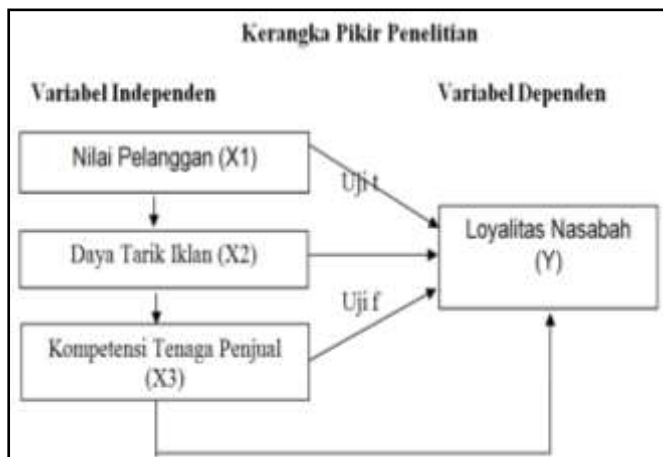 Kerangka Pikir Penelitian
Variabel Independen
Variabel Dependen
Nilai Pelanggan (X1)
Uji t
Loyalitas Nasabah
(Y)
Daya Tarik Iklan (X2)
Uji f
Kompetensi Tenaga Penjual
(X3)